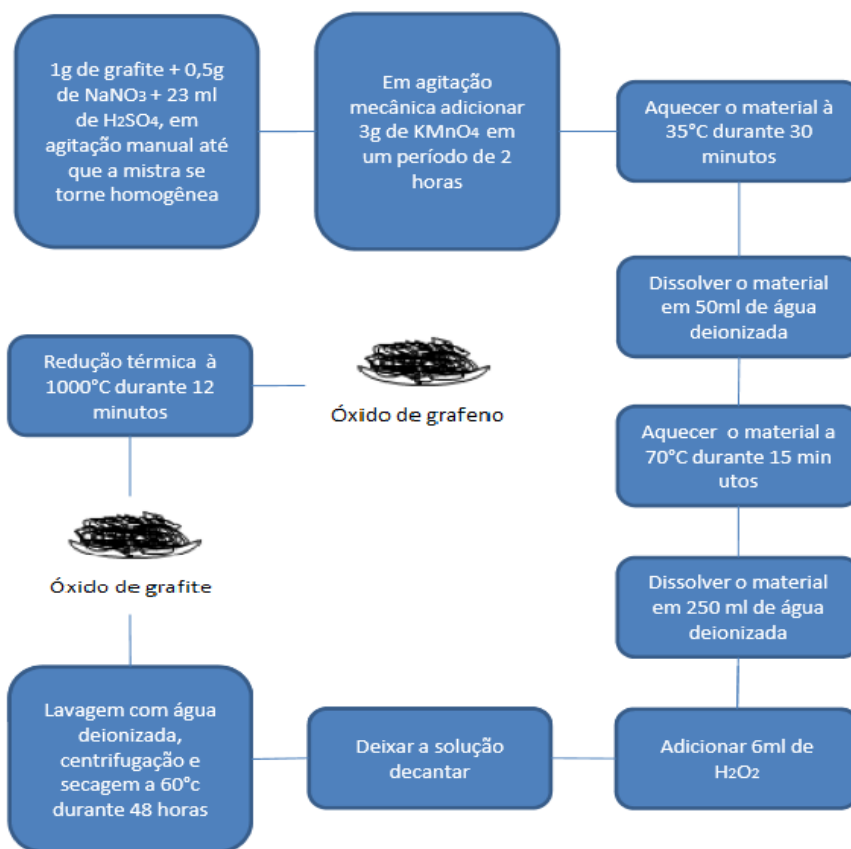 1g de grafite + 0,5g
de NaNO3 + 23 ml
de H2SO4, em
agitação manual até
que a mistra se
torne homogênea
Em agitação
mecânica adicionar
3g de KMnO4 em
um período de 2
horas
Aquecer o material à
35°C durante 30
minutos
Dissolver o material
em 50ml de água
deionizada
Aquecer o material a
70°C durante 15 min
utos
Dissolver o material
em 250 ml de água
deionizada
Adicionar 6ml de
H2O2
Deixar a solução
decantar
Lavagem com água
deionizada,
centrifugação e
secagem a 60°c
durante 48 horas
Óxido de grafite
Redução térmica à
1000°C durante 12
minutos
Óxido de grafeno